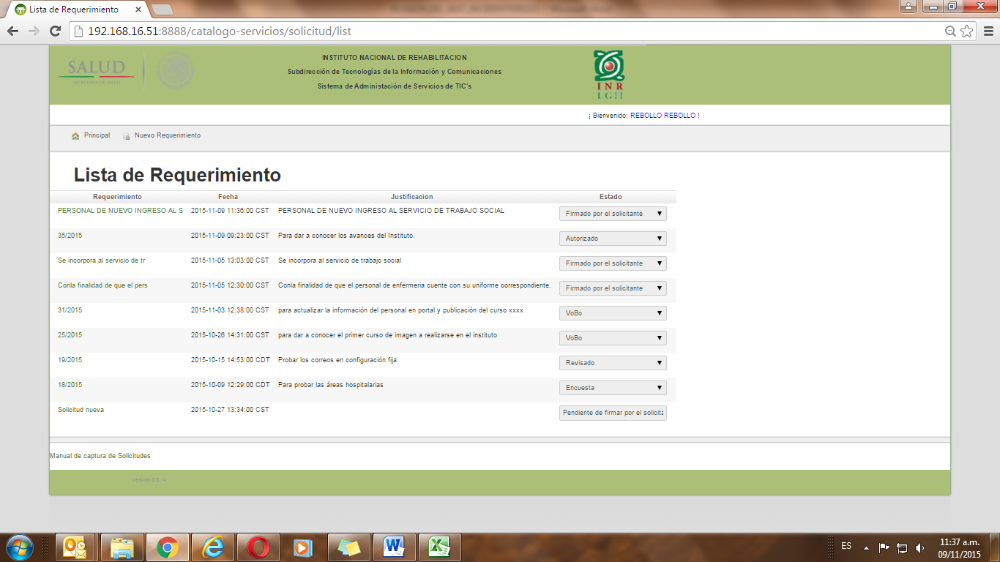 Lista de Requerimiento
192.168.16.51:8888/catalogo-servicios/solicitud/list
SALUD
SECRETARÍA DE SALUD
INSTITUTO NACIONAL DE REHABILITACION
Subdirección de Tecnologías de la Información y Comunicaciones
Sistema de Administación de Servicios de TIC's
INR
LGII
¡ Bienvenido: REBOLLO REBOLLO !
Principal Nuevo Requerimiento
Lista de Requerimiento
Requerimiento Fecha Justificacion Estado
PERSONAL DE NUEVO INGRESO AL S 2015-11-09 11:36:00 CST PERSONAL DE NUEVO INGRESO AL SERVICIO DE TRABAJO SOCIAL Firmado por el solicitante
35/2015 2015-11-09 09:23:00 CST Para dar a conocer los avances del Instituto. Autorizado
Se incorpora al servicio de tr 2015-11-05 13:03:00 CST Se incorpora al servicio de trabajo social Firmado por el solicitante
Conla finalidad de que el pers 2015-11-05 12:30:00 CST Conla finalidad de que el personal de enfermeria cuente con su uniforme correspondiente. Firmado por el solicitante
31/2015 2015-11-03 12:38:00 CST para actualizar la información del personal en portal y publicación del curso xxxx VoBo
25/2015 2015-10-26 14:31:00 CST para dar a conocer el primer curso de imagen a realizarse en el instituto VoBo
19/2015 2015-10-15 14:53:00 CDT Probar los correos en configuración fija Revisado
18/2015 2015-10-09 12:29:00 CDT Para probar las áreas hospitalarias Encuesta
Solicitud nueva 2015-10-27 13:34:00 CST Pendiente de firmar por el solicita
Manual de captura de Solicitudes
Versión 0.3.14
ES 11:37 a.m.
09/11/2015